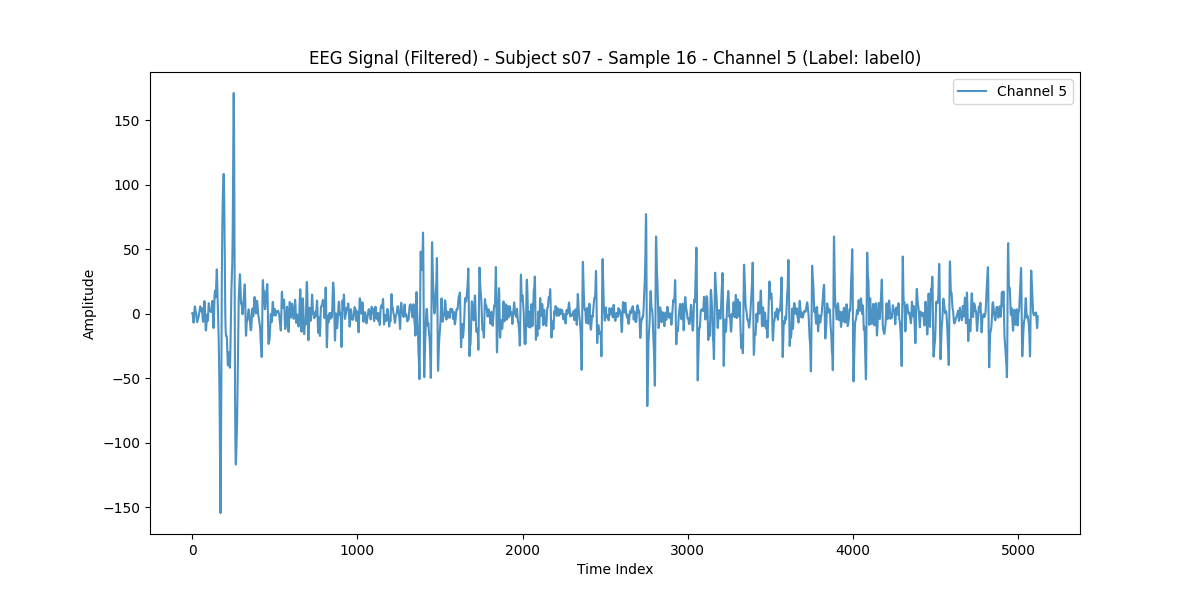 EEG Signal (Filtered) - Subject s07 - Sample 16 - Channel 5 (Label: label0)
Channel 5
150
100
50
0
−50
−100
−150
Amplitude
0 1000 2000 3000 4000 5000
Time Index